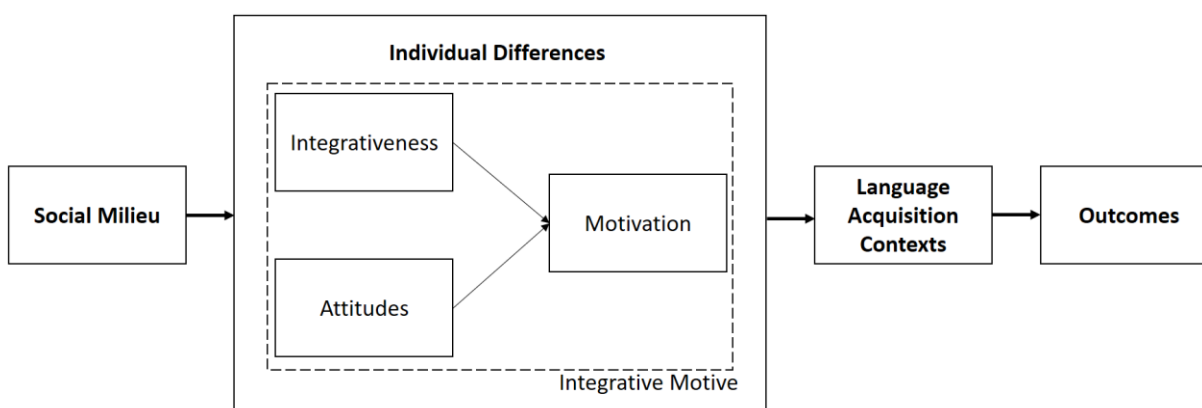 Individual Differences
Integrativeness
Social Milieu
Motivation
Attitudes
Integrative Motive
Language
Acquisition
Contexts
Outcomes